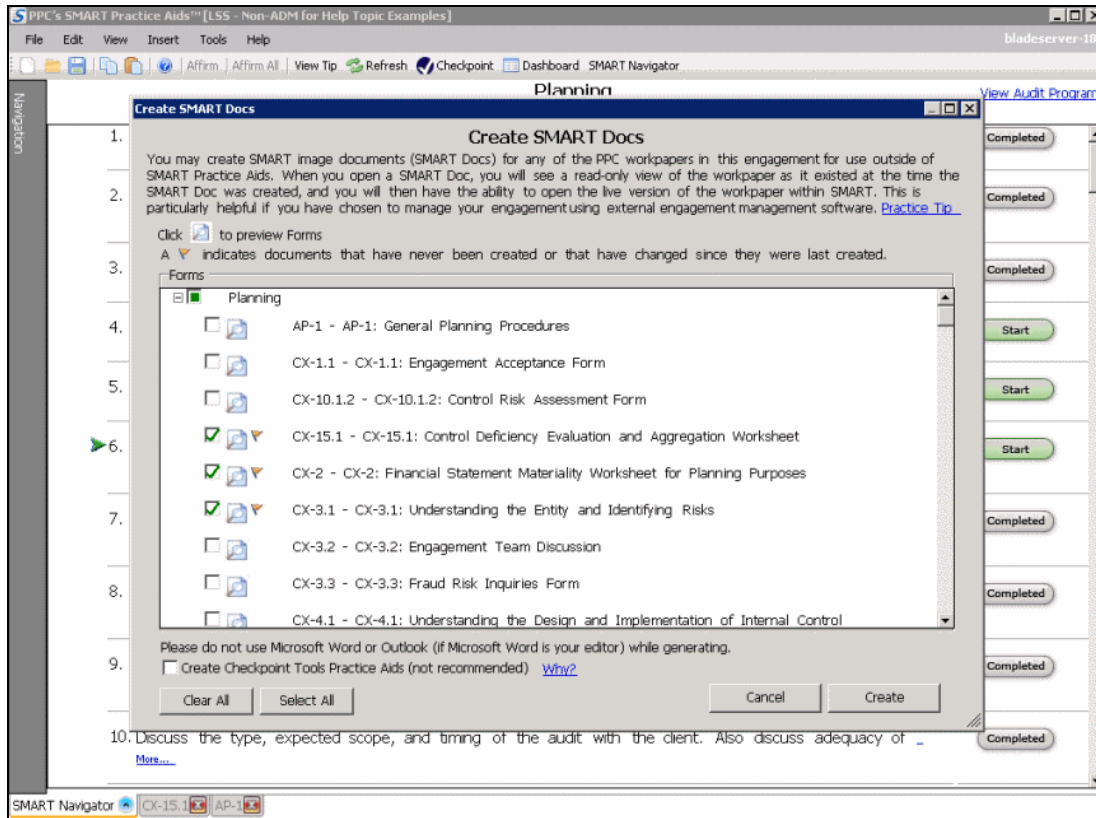 PPC's SMART Practice Aids™ [LSS - Non-ADM for Help Topic Examples]
File Edit View Insert Tools Help
Affirm Affirm All View Tip Refresh Checkpoint Dashboard SMART Navigator
Planning
View Audit Program
Navigation
Create SMART Docs
Create SMART Docs
You may create SMART image documents (SMART Docs) for any of the PPC workpapers in this engagement for use outside of
SMART Practice Aids. When you open a SMART Doc, you will see a read-only view of the workpaper as it existed at the time the
SMART Doc was created, and you will then have the ability to open the live version of the workpaper within SMART. This is
particularly helpful if you have chosen to manage your engagement using external engagement management software. Practice Tip
Click to preview Forms
A indicates documents that have never been created or that have changed since they were last created.
Forms
Planning
AP-1 - AP-1: General Planning Procedures
CX-1.1 - CX-1.1: Engagement Acceptance Form
CX-10.1.2 - CX-10.1.2: Control Risk Assessment Form
CX-15.1 - CX-15.1: Control Deficiency Evaluation and Aggregation Worksheet
CX-2 - CX-2: Financial Statement Materiality Worksheet for Planning Purposes
CX-3.1 - CX-3.1: Understanding the Entity and Identifying Risks
CX-3.2 - CX-3.2: Engagement Team Discussion
CX-3.3 - CX-3.3: Fraud Risk Inquiries Form
CX-4.1 - CX-4.1: Understanding the Design and Implementation of Internal Control
Please do not use Microsoft Word or Outlook (if Microsoft Word is your editor) while generating.
Create Checkpoint Tools Practice Aids (not recommended) Why?
Clear All Select All Cancel Create
1. Completed
2. Completed
3. Completed
4. Start
5. Start
6. Start
7. Completed
8. Completed
9. Completed
10. Discuss the type, expected scope, and timing of the audit with the client. Also discuss adequacy of Completed
More...
SMART Navigator CX-15.1 AP-1